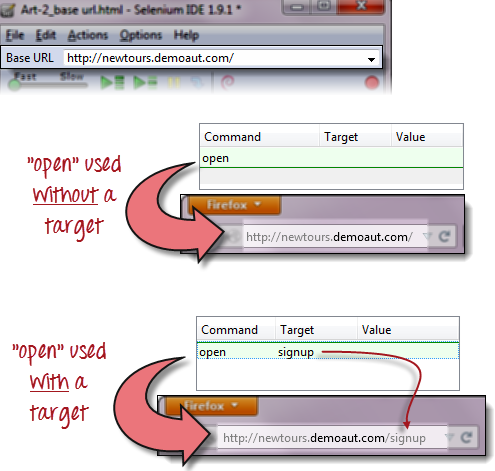 Art-2_base url.html - Selenium IDE 1.9.1 *
File Edit Actions Options Help
Base URL http://newtours.demoaut.com/
Fast Slow
Command Target Value
open
"open" used
without a
target
Firefox
http://newtours.demoaut.com/
Command Target Value
open signup
"open" used
with a
target
Firefox
http://newtours.demoaut.com/signup